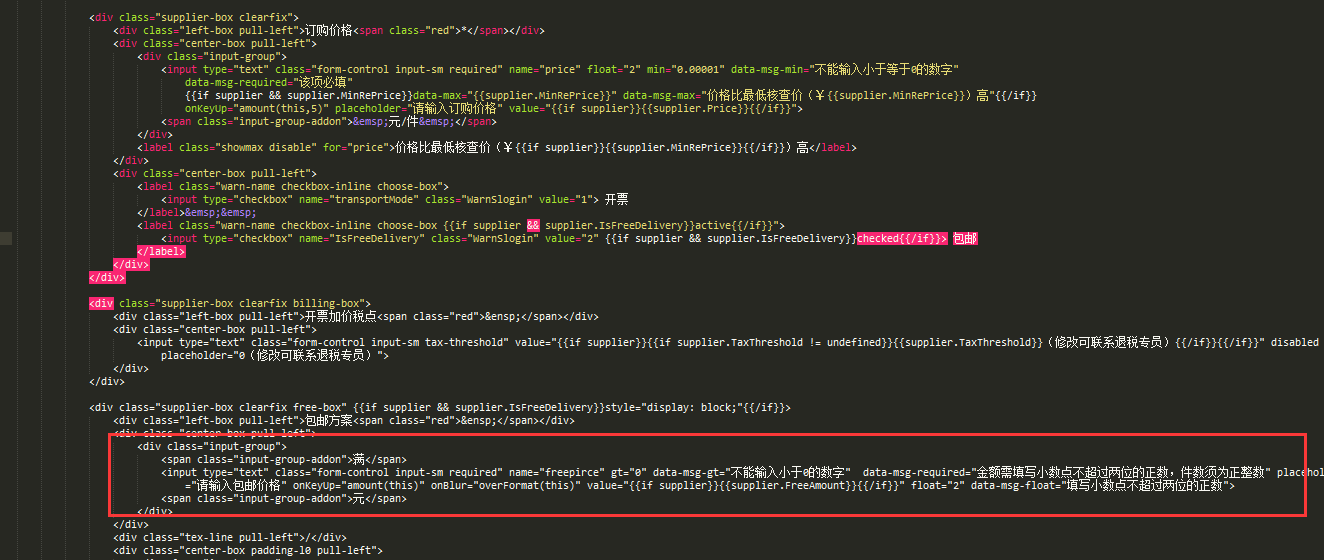 <div class="supplier-box clearfix">
<div class="left-box pull-left">订购价格<span class="red">*</span></div>
<div class="center-box pull-left">
<div class="input-group">
<input type="text" class="form-control input-sm required" name="price" float="2" min="0.00001" data-msg-min="不能输入小于等于0的数字"
data-msg-required="该项必填"
{{if supplier && supplier.MinRePrice}}data-max="{{supplier.MinRePrice}}" data-msg-max="价格比最低核查价（￥{{supplier.MinRePrice}}）高"{{/if}}
onKeyUp="amount(this,5)" placeholder="请输入订购价格" value="{{if supplier}}{{supplier.Price}}{{/if}}">
<span class="input-group-addon">&emsp;元/件&emsp;</span>
</div>
<label class="showmax disable" for="price">价格比最低核查价（￥{{if supplier}}{{supplier.MinRePrice}}{{/if}}）高</label>
</div>
<div class="center-box pull-left">
<label class="warn-name checkbox-inline choose-box">
<input type="checkbox" name="transportMode" class="WarnSlogin" value="1"> 开票
</label>&emsp;&emsp;
<label class="warn-name checkbox-inline choose-box {{if supplier && supplier.IsFreeDelivery}}active{{/if}}">
<input type="checkbox" name="IsFreeDelivery" class="WarnSlogin" value="2" {{if supplier && supplier.IsFreeDelivery}}checked{{/if}}> 包邮
</label>
</div>
</div>
<div class="supplier-box clearfix billing-box">
<div class="left-box pull-left">开票加价税点<span class="red">&ensp;</span></div>
<div class="center-box pull-left">
<input type="text" class="form-control input-sm tax-threshold" value="{{if supplier}}{{if supplier.TaxThreshold != undefined}}{{supplier.TaxThreshold}}（修改可联系退税专员）{{/if}}{{/if}}" disabled
placeholder="0（修改可联系退税专员）">
</div>
</div>
<div class="supplier-box clearfix free-box" {{if supplier && supplier.IsFreeDelivery}}style="display: block;"{{/if}}>
<div class="left-box pull-left">包邮方案<span class="red">&ensp;</span></div>
<div class="center-box pull-left">
<div class="input-group">
<span class="input-group-addon">满</span>
<input type="text" class="form-control input-sm required" name="freepirce" gt="0" data-msg-gt="不能输入小于0的数字"  data-msg-required="金额需填写小数点不超过两位的正数，件数须为正整数" placehol
="请输入包邮价格" onKeyUp="amount(this)" onBlur="overFormat(this)" value="{{if supplier}}{{supplier.FreeAmount}}{{/if}}" float="2" data-msg-float="填写小数点不超过两位的正数">
<span class="input-group-addon">元</span>
</div>
</div>
<div class="tex-line pull-left">/</div>
<div class="center-box padding-l0 pull-left">